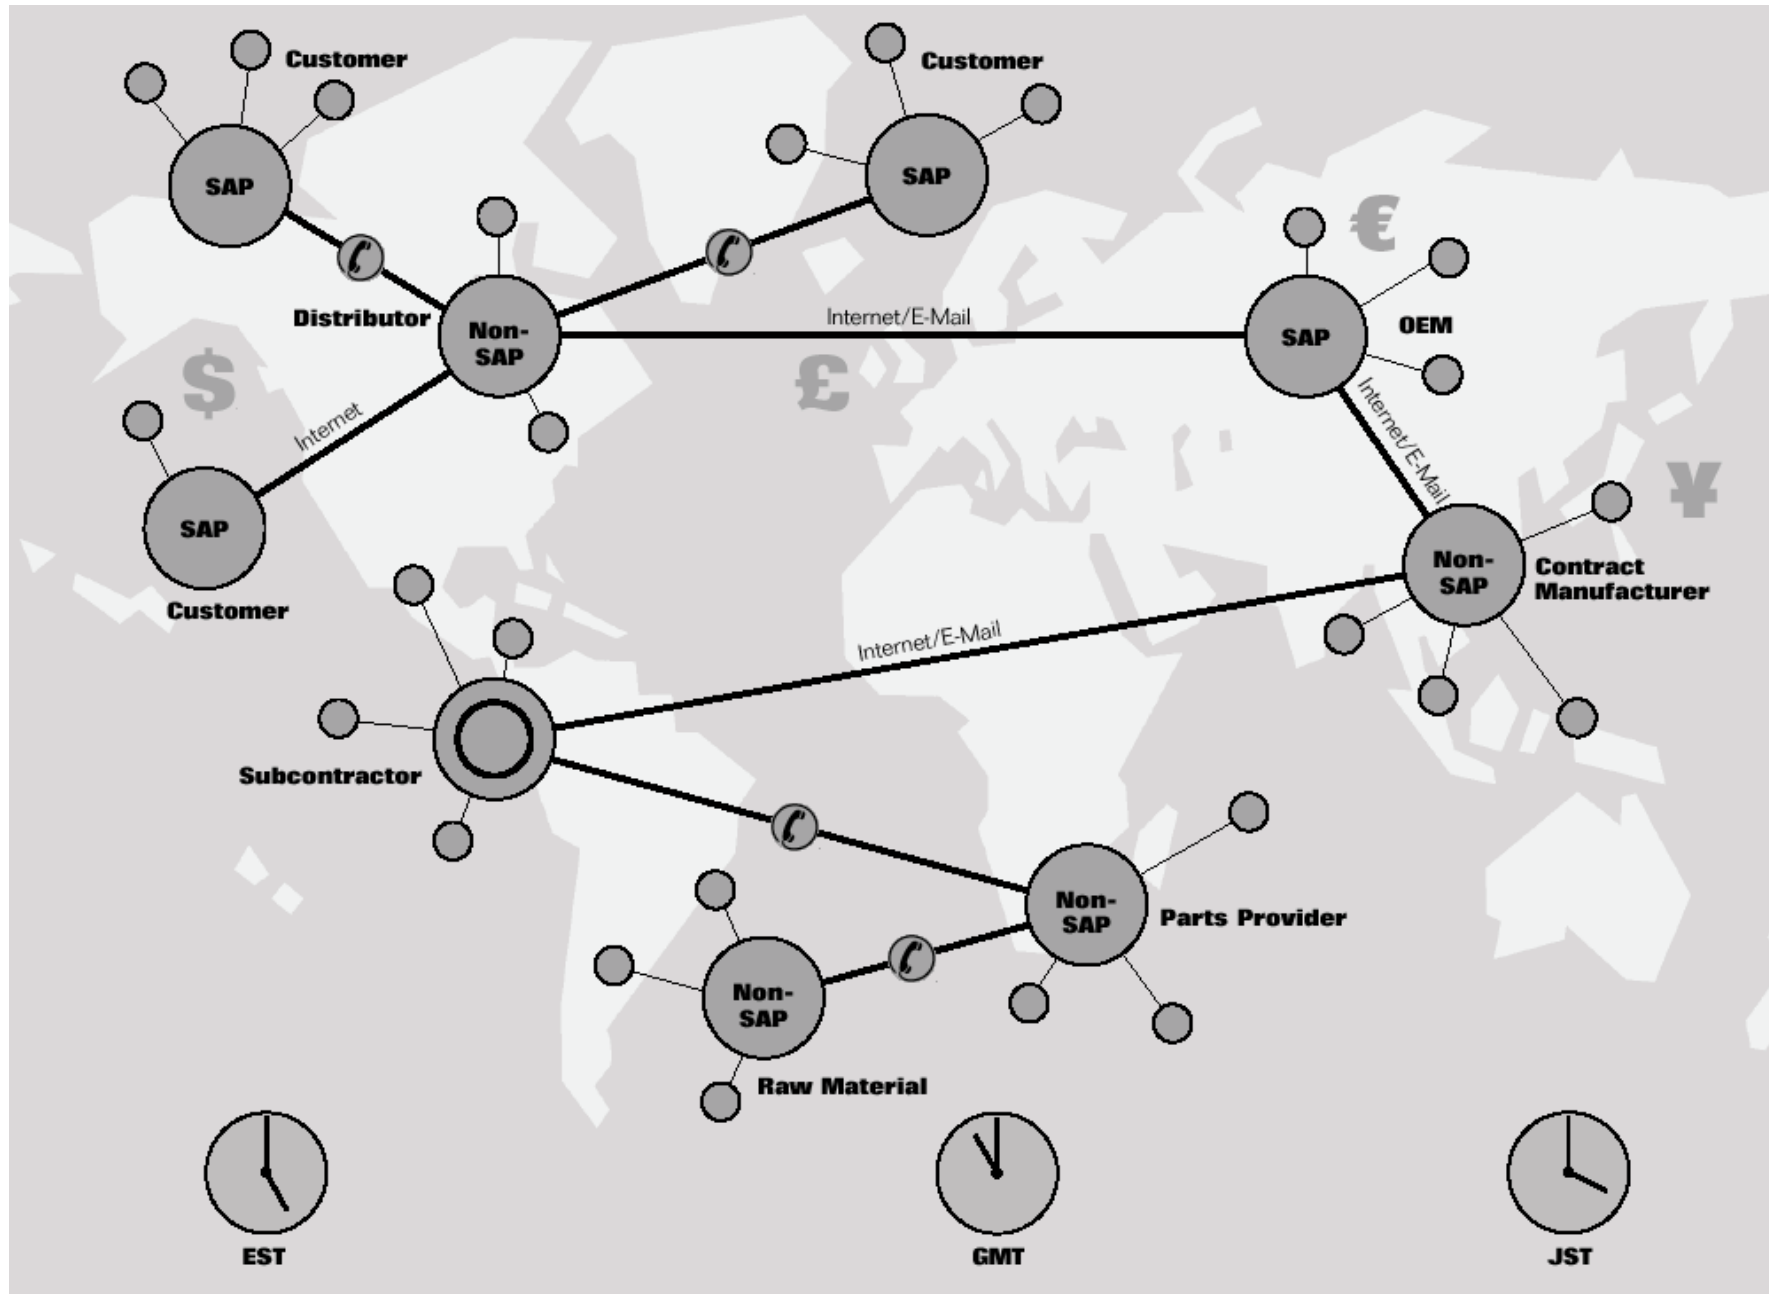 Customer
Customer
SAP
SAP
€
Distributor
Non-
SAP
Internet/E-Mail
SAP
OEM
$
£
Internet
Internet/E-Mail
¥
SAP
Customer
Non-
SAP
Contract
Manufacturer
Internet/E-Mail
Subcontractor
Non-
SAP
Parts Provider
Non-
SAP
Raw Material
EST
GMT
JST